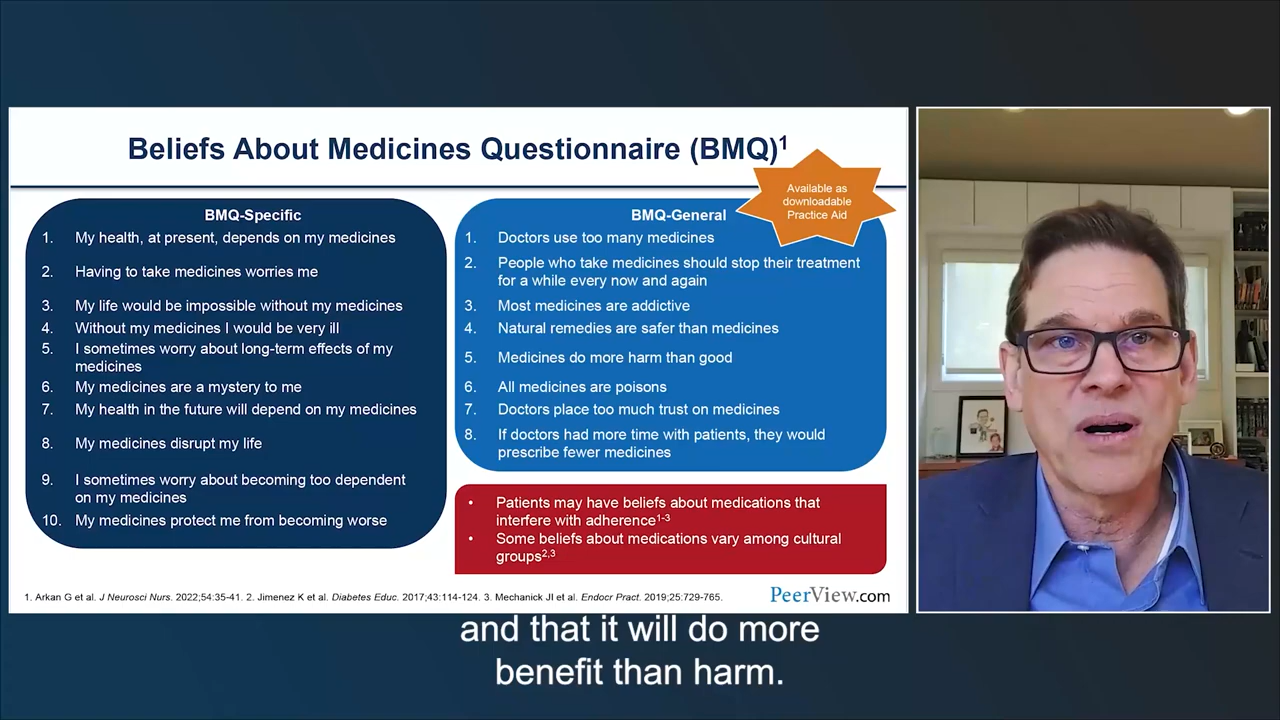 Beliefs About Medicines Questionnaire (BMQ)1
Available as
downloadable
Practice Aid
BMQ-Specific
1. My health, at present, depends on my medicines
2. Having to take medicines worries me
3. My life would be impossible without my medicines
4. Without my medicines I would be very ill
5. I sometimes worry about long-term effects of my
medicines
6. My medicines are a mystery to me
7. My health in the future will depend on my medicines
8. My medicines disrupt my life
9. I sometimes worry about becoming too dependent
on my medicines
10. My medicines protect me from becoming worse
BMQ-General
1. Doctors use too many medicines
2. People who take medicines should stop their treatment
for a while every now and again
3. Most medicines are addictive
4. Natural remedies are safer than medicines
5. Medicines do more harm than good
6. All medicines are poisons
7. Doctors place too much trust on medicines
8. If doctors had more time with patients, they would
prescribe fewer medicines
• Patients may have beliefs about medications that
interfere with adherence1-3
• Some beliefs about medications vary among cultural
groups2,3
1. Arkan G et al. J Neurosci Nurs. 2022;54:35-41. 2. Jimenez K et al. Diabetes Educ. 2017;43:114-124. 3. Mechanick JI et al. Endocr Pract. 2019;25:729-765.
PeerView.com
and that it will do more
benefit than harm.